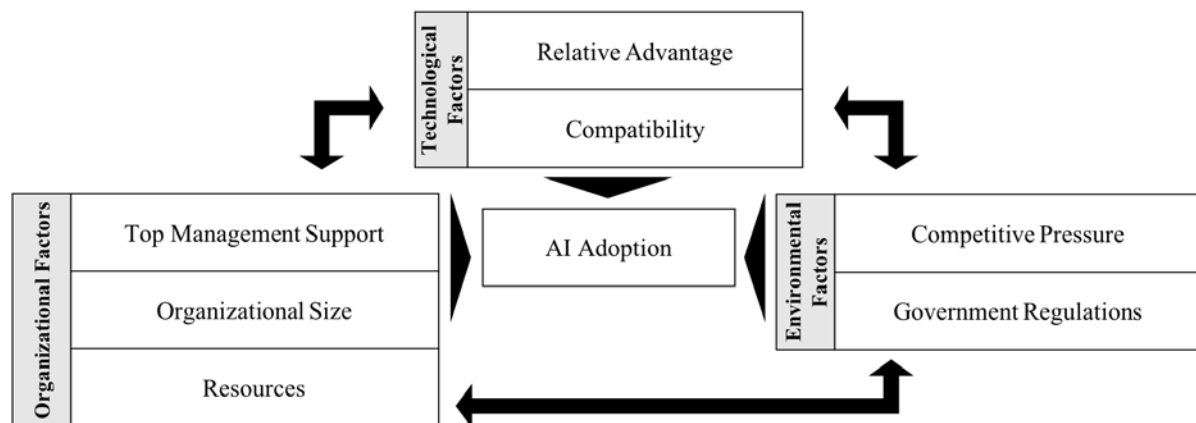 Technological
Factors
Relative Advantage
Compatibility
Organizational Factors
Top Management Support
Organizational Size
Resources
AI Adoption
Environmental
Factors
Competitive Pressure
Government Regulations